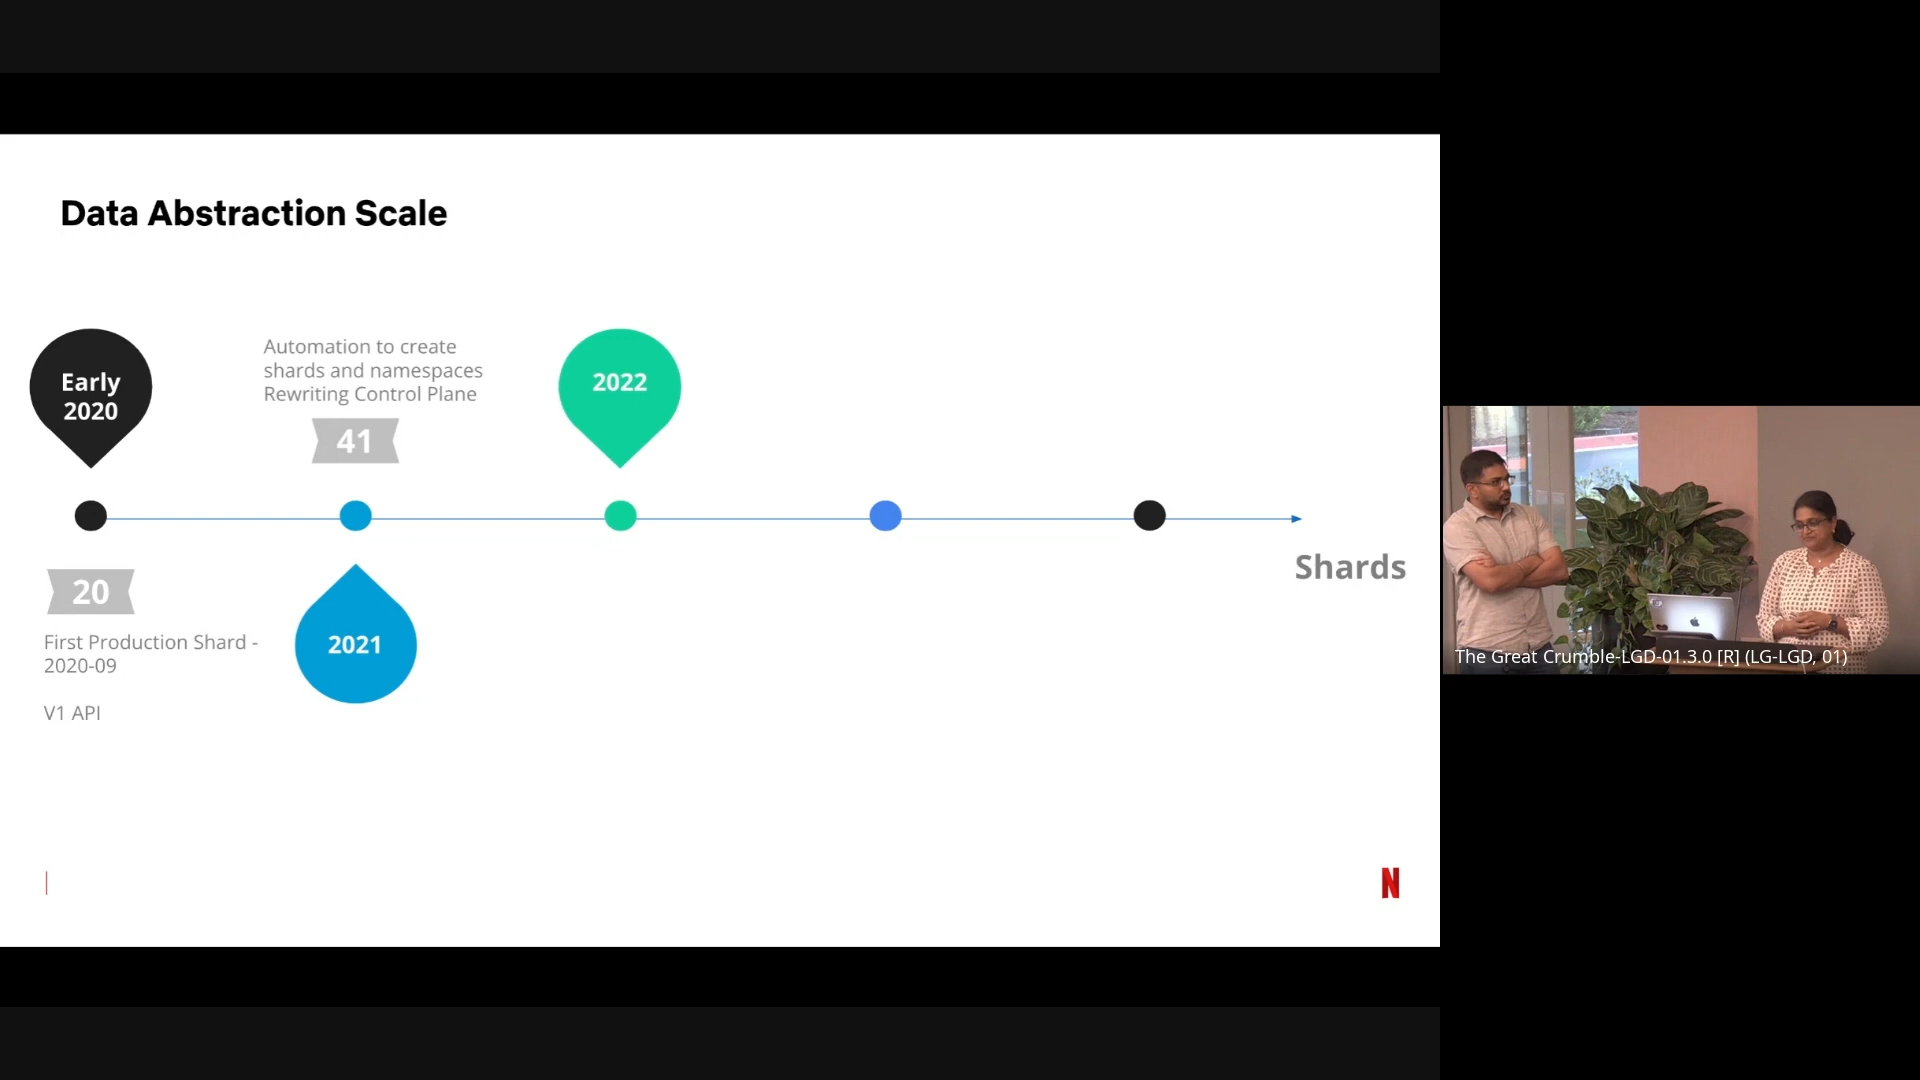 Data Abstraction Scale
Early
2020
Automation to create
shards and namespaces
Rewriting Control Plane
41
2022
Shards
20
First Production Shard -
2020-09
V1 API
2021
N
The Great Crumble-LGD-01.3.0 [R] (LG-LGD, 01)